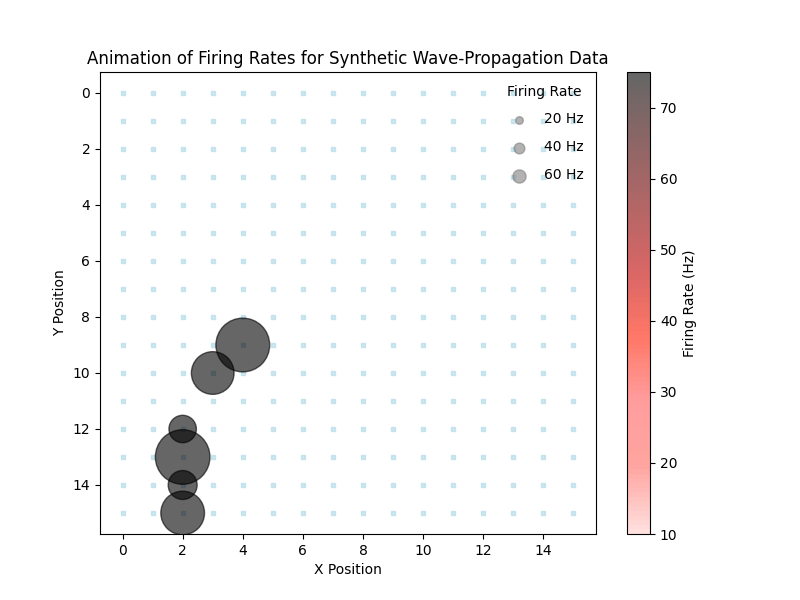 Animation of Firing Rates for Synthetic Wave-Propagation Data
Firing Rate
20 Hz
40 Hz
60 Hz
0
2
4
6
8
10
12
14
Y Position
0 2 4 6 8 10 12 14
X Position
70
60
50
40
30
20
10
Firing Rate (Hz)